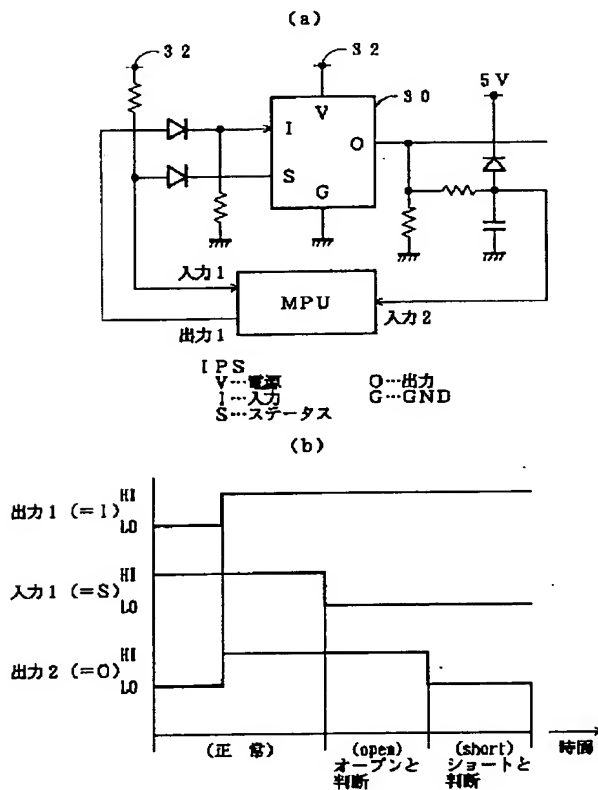 (a)
32
32
30
5V
V
I
O
S
G
入力1
MPU
出力1
入力2
IPS
V…電源 O…出力
I…入力 G…GND
S…ステータス
(b)
出力1(=I) HI
LO
入力1(=S) HI
LO
出力2(=O) HI
LO
(正 常) (open) (short) 時間
オープンと ショートと
判断 判断